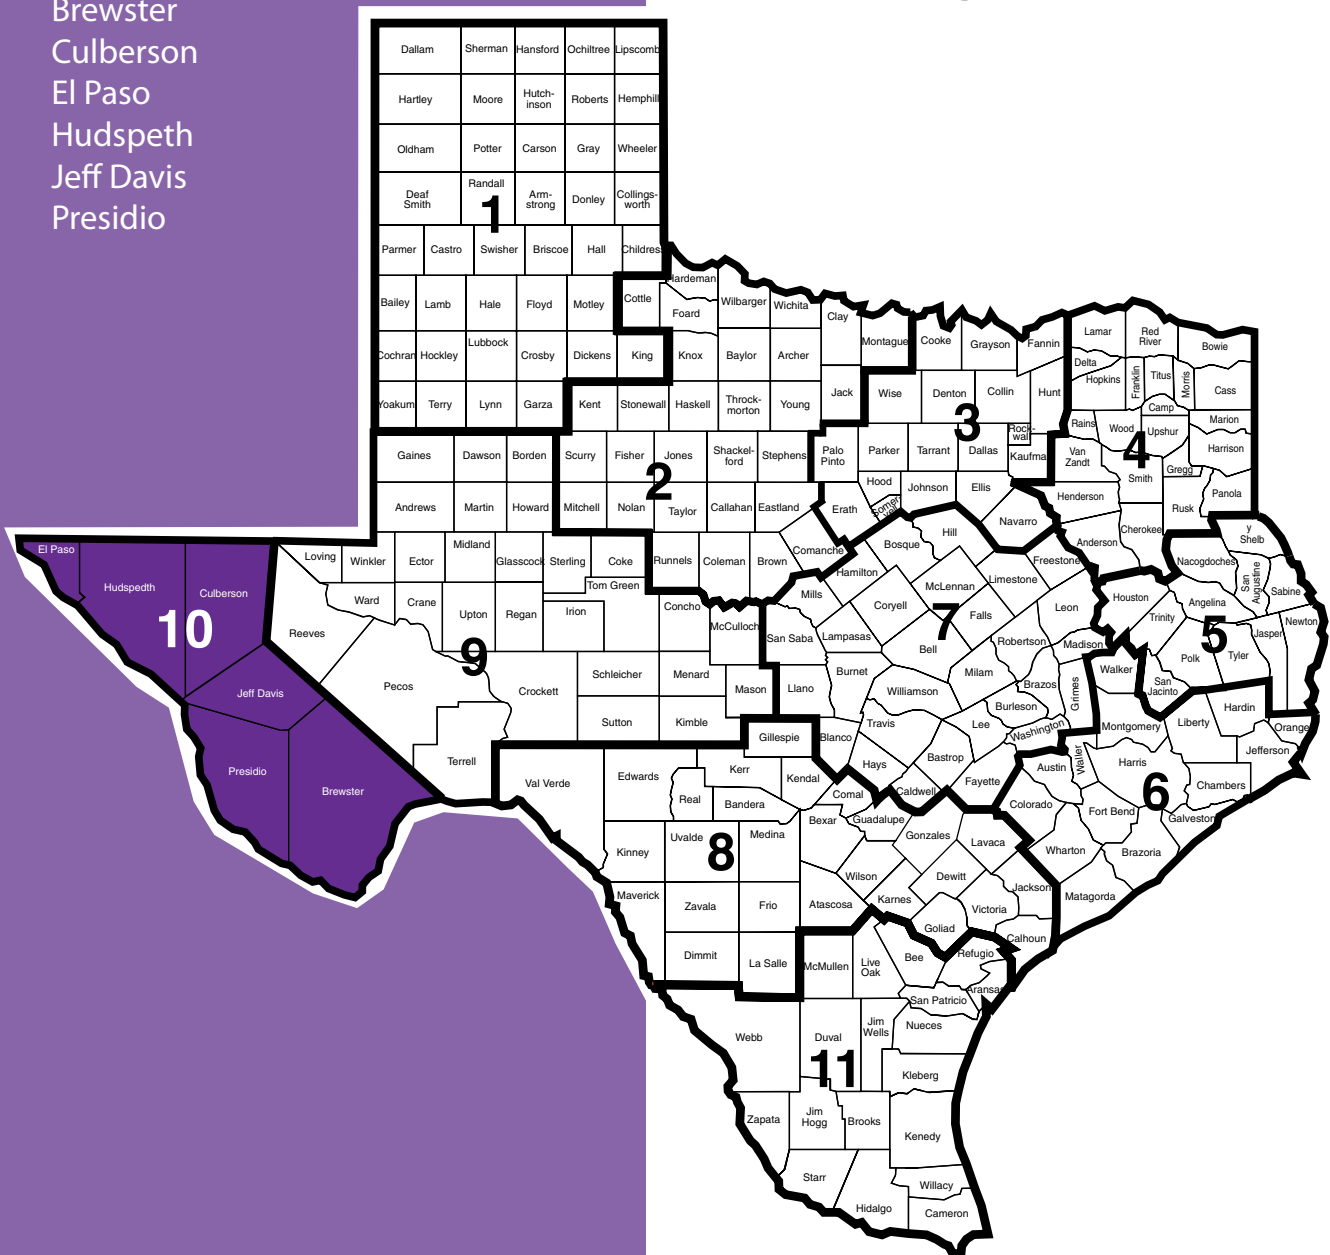 Brewster
Culberson
El Paso
Hudspeth
Jeff Davis
Presidio
Dallam
Sherman
Hansford
Ochiltree
Lipscomb
Hartley
Moore
Hutch-
inson
Roberts
Hemphill
Oldham
Potter
Carson
Gray
Wheeler
Deaf
Smith
Randall
1
Arm-
strong
Donley
Collings-
worth
Parmer
Castro
Swisher
Briscoe
Hall
Childres
Bailey
Lamb
Hale
Floyd
Motley
Cottle
Hardeman
Foard
Wilbarger
Wichita
Clay
Montague
Cochran
Hockley
Lubbock
Crosby
Dickens
King
Knox
Baylor
Archer
Yoakum
Terry
Lynn
Garza
Kent
Stonewall
Haskell
Throck-
morton
Young
Jack
Cooke
Grayson
Fannin
Wise
Denton
Collin
Hunt
3
Lamar
Red
River
Bowie
Delta
Hopkins
Franklin
Titus
Morris
Cass
Camp
Marion
Rains
Wood
Upshur
Harrison
4
Gaines
Dawson
Borden
Scurry
Fisher
Jones
Shackel-
ford
Stephens
2
Palo
Pinto
Parker
Tarrant
Dallas
Rock-
wall
Kaufma
Van
Zandt
Smith
Gregg
Panola
Rusk
Andrews
Martin
Howard
Mitchell
Nolan
Taylor
Callahan
Eastland
Erath
Hood
Somer-
vell
Johnson
Ellis
Navarro
Henderson
Anderson
Cherokee
y
Shelb
El Paso
Hudspedth
Culberson
10
Loving
Winkler
Ector
Midland
Glasscock
Sterling
Coke
Runnels
Coleman
Brown
Comanche
Hamilton
Bosque
Hill
Freestone
Nacogdoches
San
Augustine
Sabine
Ward
Crane
Upton
Regan
Irion
Tom Green
Concho
McCulloch
Mills
San Saba
Lampasas
Coryell
McLennan
Limestone
7
Falls
Bell
Leon
Robertson
Madison
Houston
Trinity
Angelina
5
Polk
Tyler
Jasper
Newton
Reeves
9
Pecos
Jeff Davis
Terrell
Crockett
Schleicher
Menard
Mason
Sutton
Kimble
Llano
Burnet
Williamson
Milam
Brazos
Grimes
Burleson
Walker
San
Jacinto
Gillespie
Blanco
Travis
Lee
Washington
Montgomery
Liberty
Hardin
Orange
Jefferson
Presidio
Brewster
Val Verde
Edwards
Kerr
Kendal
Real
Bandera
Hays
Bastrop
Fayette
Caldwell
Comal
Austin
Waller
Harris
Chambers
6
Colorado
Fort Bend
Galveston
Kinney
Uvalde
8
Medina
Bexar
Guadalupe
Gonzales
Lavaca
Wharton
Brazoria
Matagorda
Maverick
Zavala
Frio
Atascosa
Wilson
Karnes
Dewitt
Jackson
Victoria
Goliad
Calhoun
Dimmit
La Salle
McMullen
Live
Oak
Bee
Refugio
Aransas
San Patricio
Webb
Duval
11
Jim
Wells
Nueces
Kleberg
Zapata
Jim
Hogg
Brooks
Kenedy
Starr
Hidalgo
Willacy
Cameron